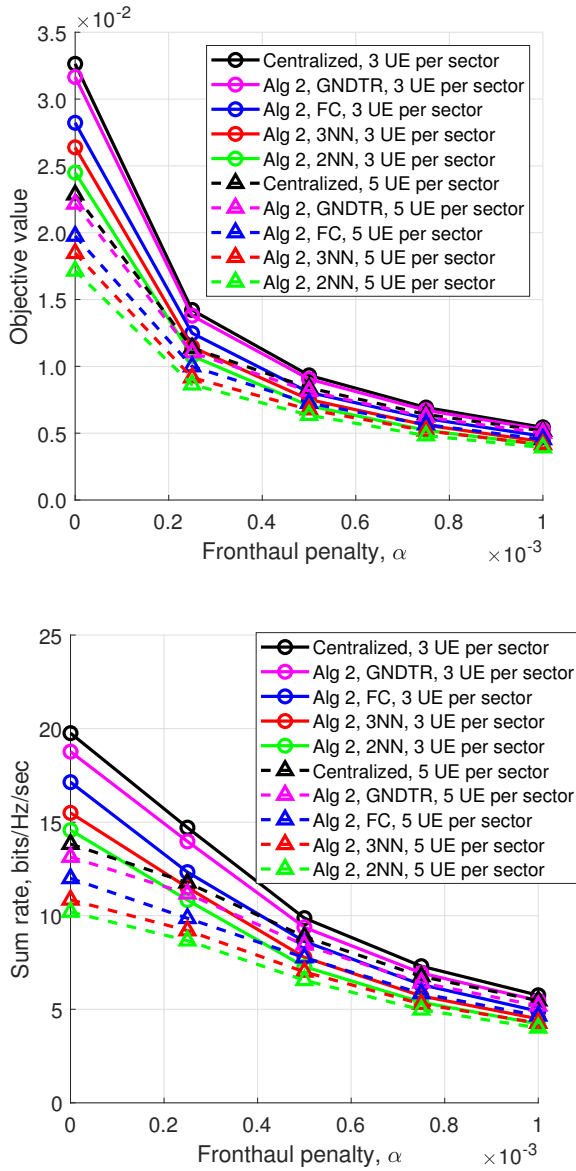 ×10⁻²
3.5
3.0
2.5
2.0
1.5
1.0
0.5
0.0
Objective value
Centralized, 3 UE per sector
Alg 2, GNDTR, 3 UE per sector
Alg 2, FC, 3 UE per sector
Alg 2, 3NN, 3 UE per sector
Alg 2, 2NN, 3 UE per sector
Centralized, 5 UE per sector
Alg 2, GNDTR, 5 UE per sector
Alg 2, FC, 5 UE per sector
Alg 2, 3NN, 5 UE per sector
Alg 2, 2NN, 5 UE per sector
0 0.2 0.4 0.6 0.8 1
Fronthaul penalty, α ×10⁻³
25
20
15
10
5
0
Sum rate, bits/Hz/sec
Centralized, 3 UE per sector
Alg 2, GNDTR, 3 UE per sector
Alg 2, FC, 3 UE per sector
Alg 2, 3NN, 3 UE per sector
Alg 2, 2NN, 3 UE per sector
Centralized, 5 UE per sector
Alg 2, GNDTR, 5 UE per sector
Alg 2, FC, 5 UE per sector
Alg 2, 3NN, 5 UE per sector
Alg 2, 2NN, 5 UE per sector
0 0.2 0.4 0.6 0.8 1
Fronthaul penalty, α ×10⁻³